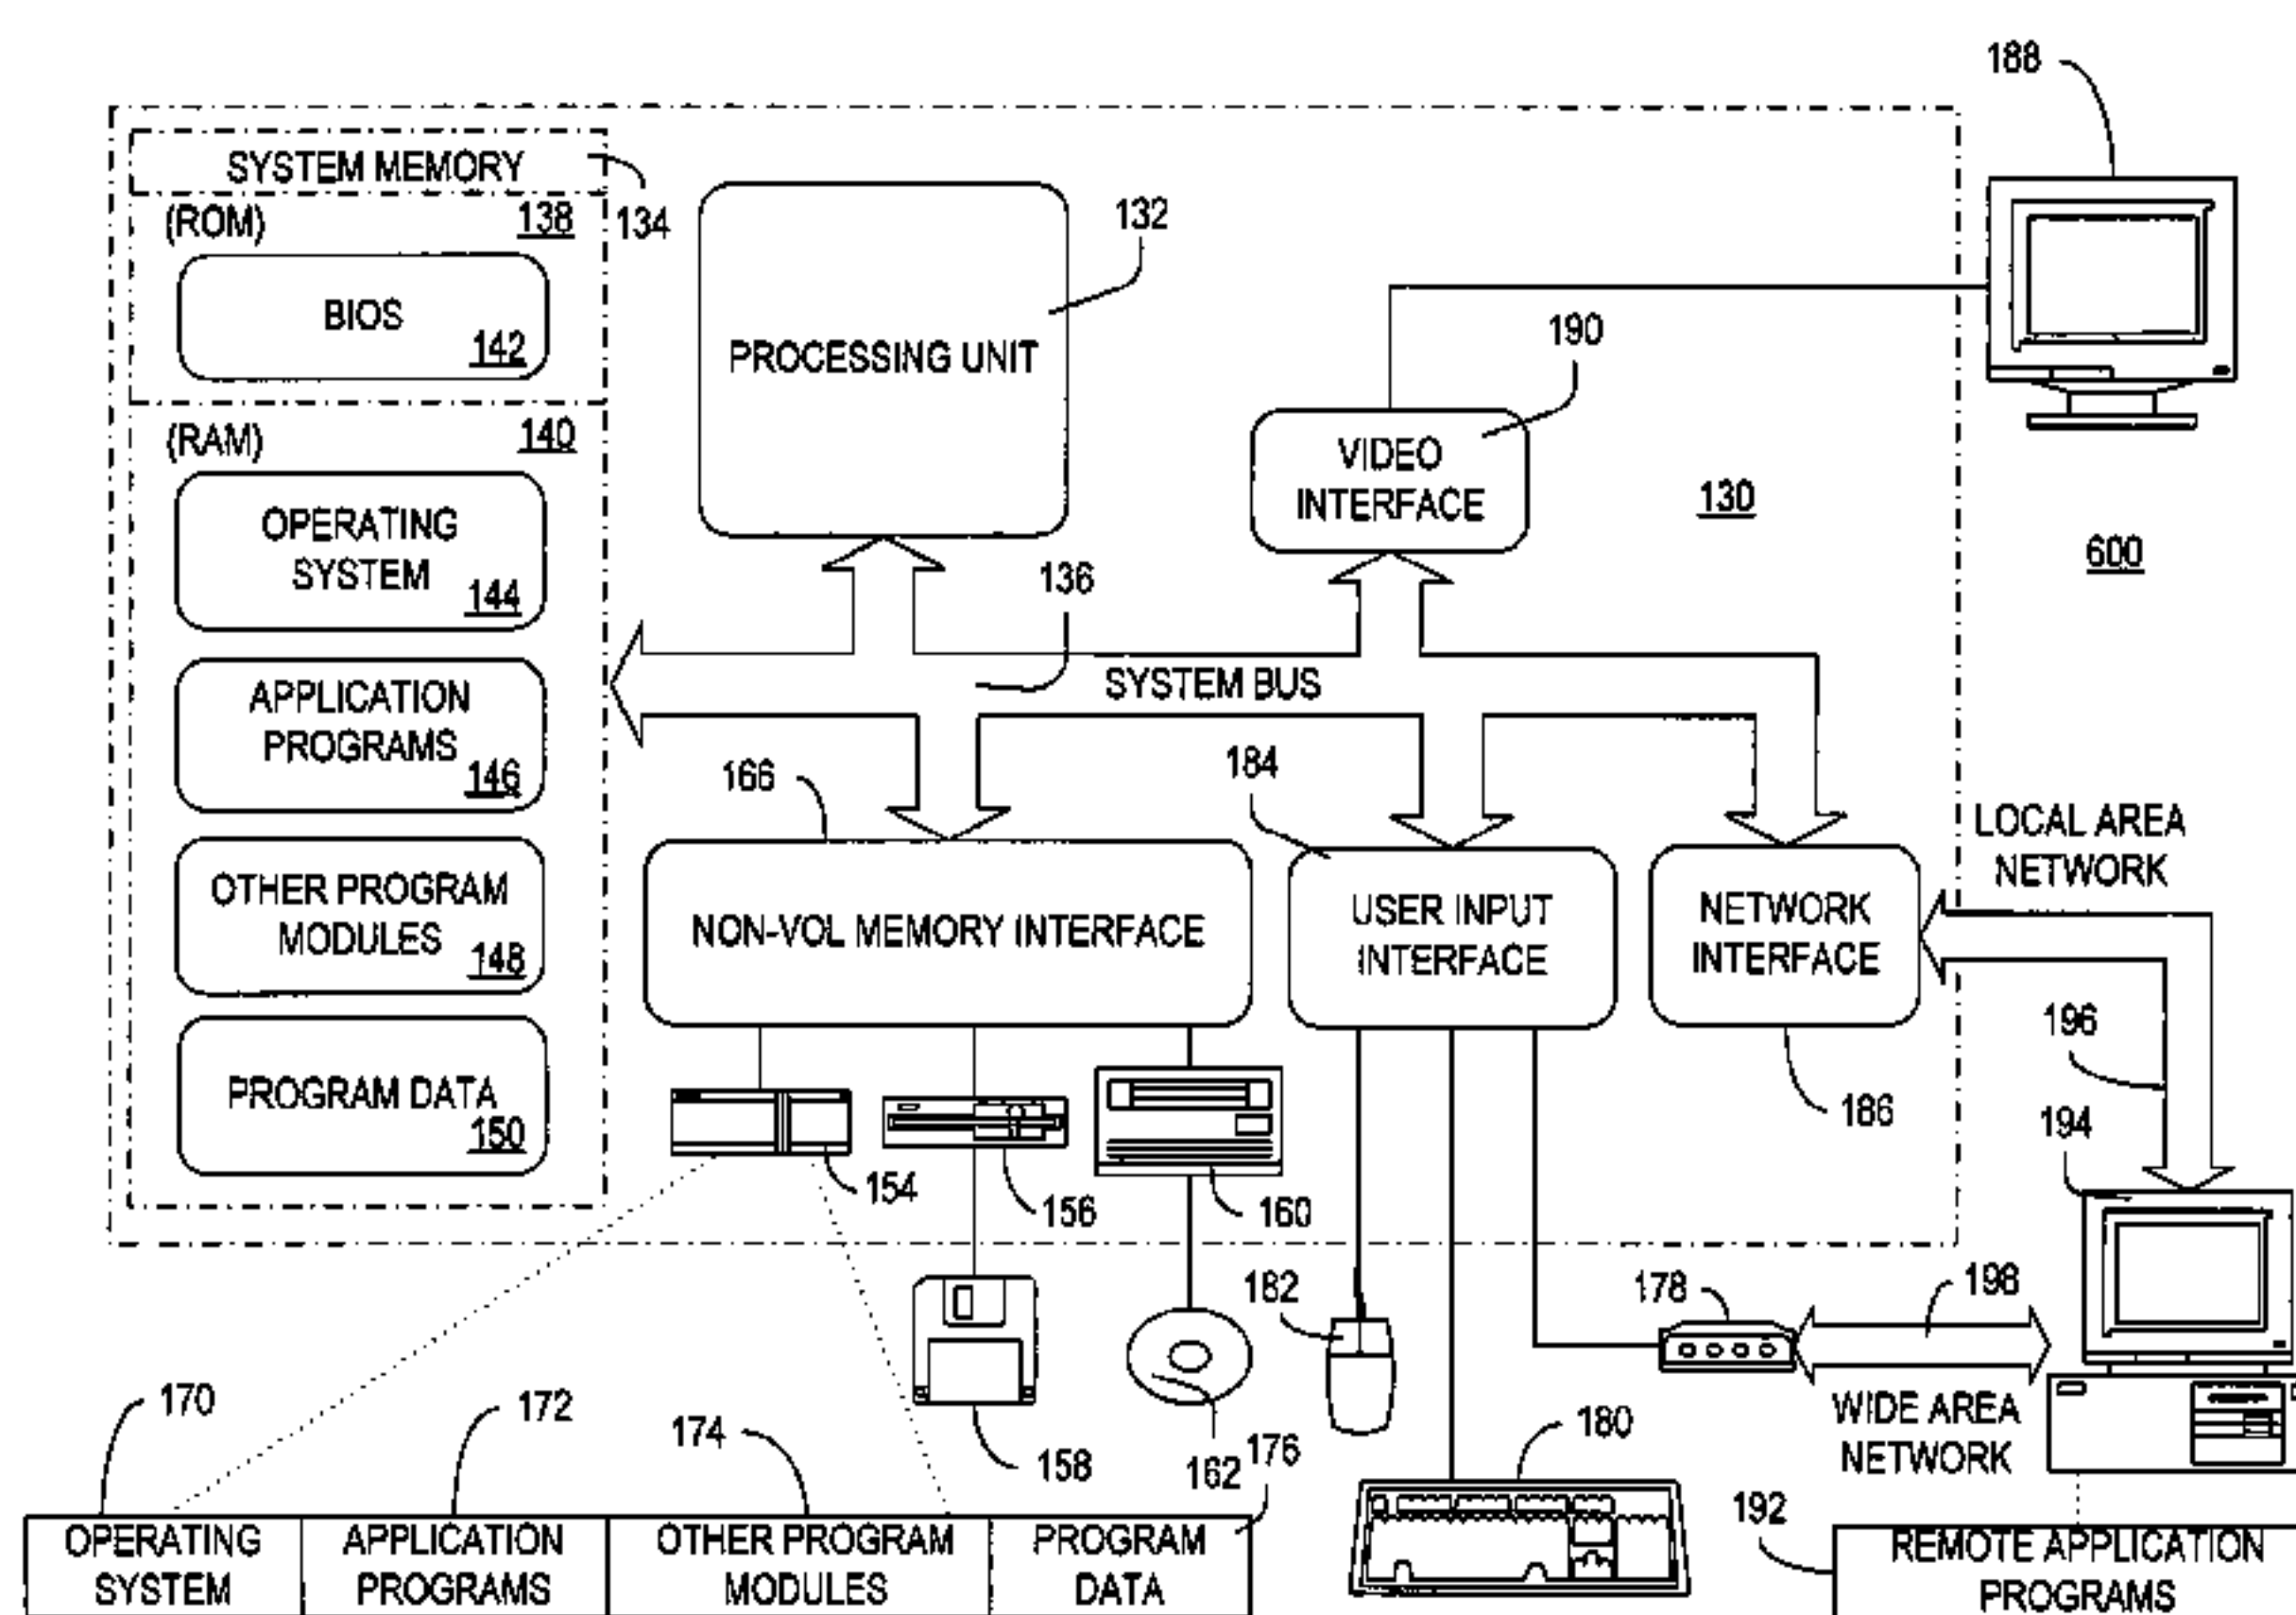 188
SYSTEM MEMORY
134
(ROM) 138
BIOS
142
132
PROCESSING UNIT
190
VIDEO
INTERFACE
130
600
(RAM) 140
OPERATING
SYSTEM
144
136
SYSTEM BUS
APPLICATION
PROGRAMS
146
166
184
LOCAL AREA
NETWORK
OTHER PROGRAM
MODULES
148
NON-VOL MEMORY INTERFACE
USER INPUT
INTERFACE
NETWORK
INTERFACE
196
PROGRAM DATA
150
186
194
154
156
160
182
178
198
170
172
174
158
162
176
180
WIDE AREA
NETWORK
192
OPERATING
SYSTEM
APPLICATION
PROGRAMS
OTHER PROGRAM
MODULES
PROGRAM
DATA
REMOTE APPLICATION
PROGRAMS